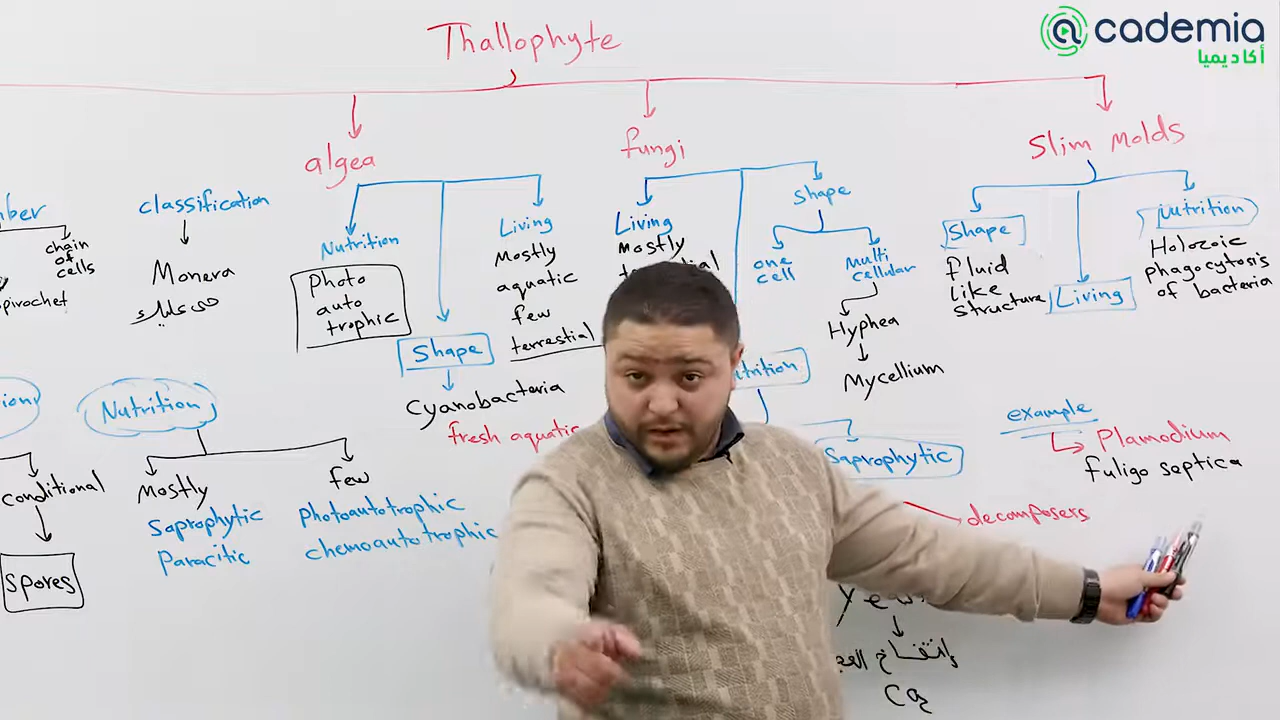 Thallophyte
@cademia
أكاديميا
algea
fungi
Slim molds
classification
Monera
chain
of
cells
Nutrition
Photo
auto
trophic
Shape
Cyanobacteria
fresh aquatic
Living
Mostly
aquatic
few
terrestial
Living
Mostly
Shape
one
cell
multi
cellular
Hyphea
Mycellium
Saprophytic
decomposers
CO2
Shape
fluid
like
structure
Living
Nutrition
Holozoic
phagocytosis
of bacteria
example
Plamodium
fuligo septica
conditional
Spores
Nutrition
Mostly
Saprophytic
Paracitic
few
Photoautotrophic
chemoautotrophic